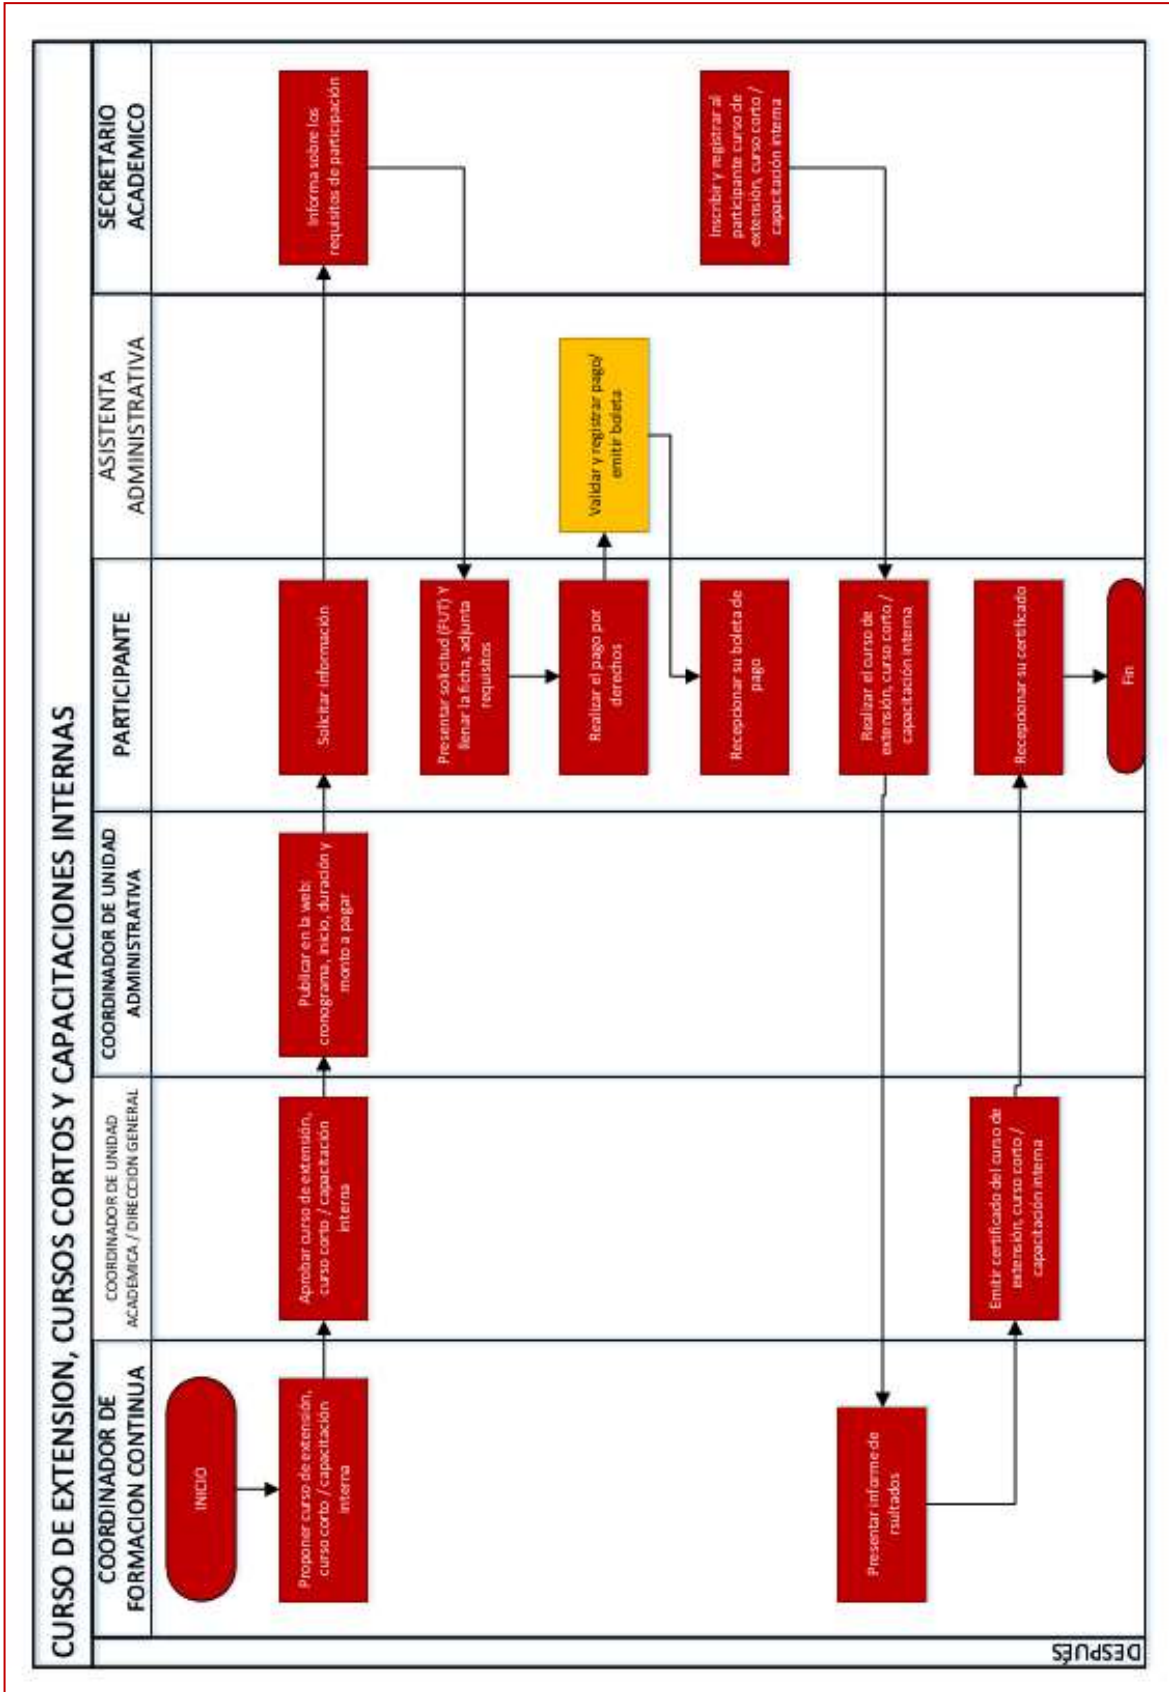 CURSO DE EXTENSION, CURSOS CORTOS Y CAPACITACIONES INTERNAS
COORDINADOR DE
FORMACION CONTINUA
COORDINADOR DE UNIDAD
ACADEMICA / DIRECCION GENERAL
COORDINADOR DE UNIDAD
ADMINISTRATIVA
PARTICIPANTE
ASISTENTA
ADMINISTRATIVA
SECRETARIO
ACADEMICO
INICIO
Proponer curso de extensión,
curso corto / capacitación
interna
Aprobar curso de extensión,
curso corto / capacitación
interna
Publicar en la web:
cronograma, inicio, duración y
monto a pagar
Solicitar información
Informa sobre los
requisitos de participación
Presentar solicitud (FUT) Y
llenar la ficha, adjunta
requisitos
Realizar el pago por
derechos
Validar y registrar pago/
emitir boleta
Recepcionar su boleta de
pago
Inscribir y registrar al
participante curso de
extensión, curso corto /
capacitación interna
Realizar el curso de
extensión, curso corto /
capacitación interna
Presentar informe de
rsultados
Emitir certificado del curso de
extensión, curso corto /
capacitación interna
Recepcionar su certificado
Fin
DESPUÉS